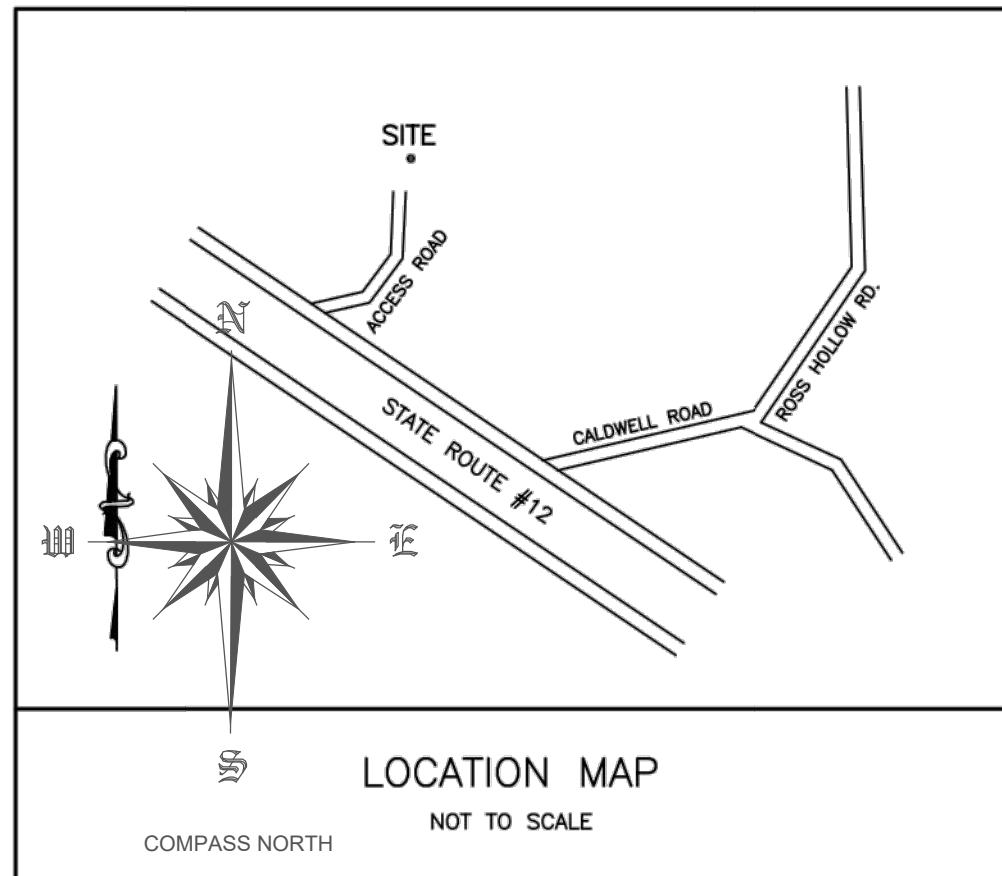 SITE
ACCESS ROAD
ROSS HOLLOW RD.
N
STATE ROUTE #12
CALDWELL ROAD
W
E
S
LOCATION MAP
NOT TO SCALE
COMPASS NORTH